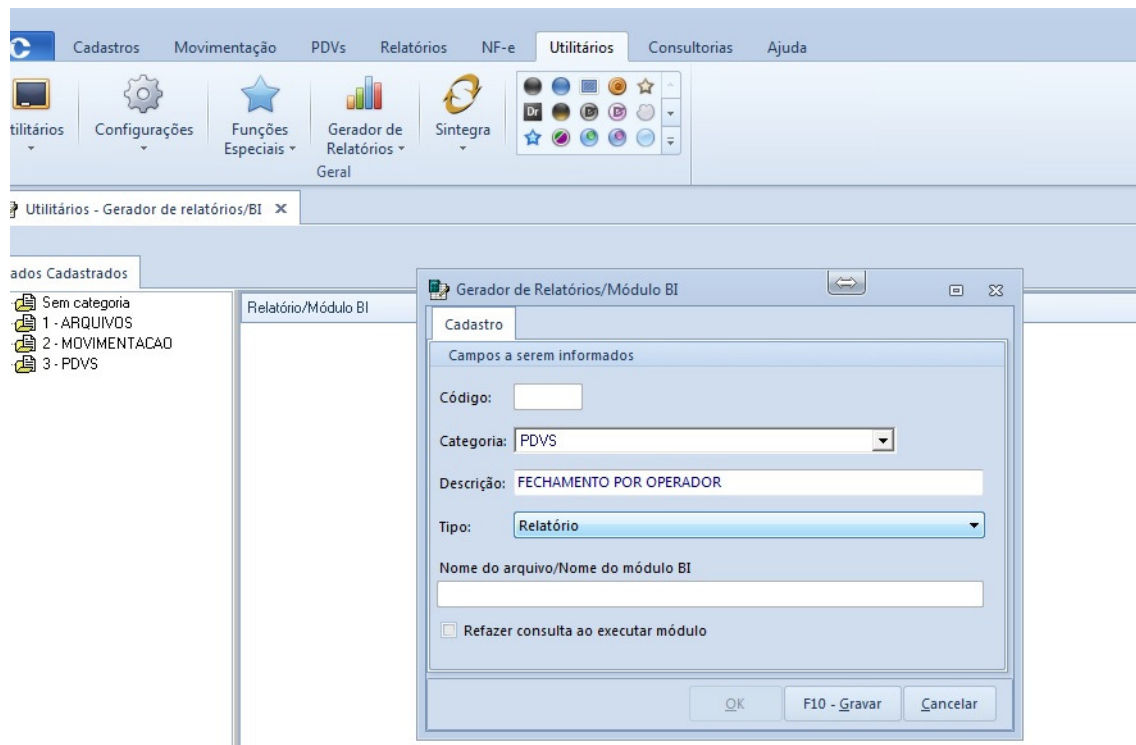 Cadastros Movimentação PDVs Relatórios NF-e Utilitários Consultorias Ajuda
tilitários Configurações Funções Especiais Gerador de Relatórios Sintegra
Dr
Geral
Utilitários - Gerador de relatórios/BI
ados Cadastrados
Sem categoria
1 - ARQUIVOS
2 - MOVIMENTACAO
3 - PDVS
Relatório/Módulo BI
Gerador de Relatórios/Módulo BI
Cadastro
Campos a serem informados
Código:
Categoria: PDVS
Descrição: FECHAMENTO POR OPERADOR
Tipo: Relatório
Nome do arquivo/Nome do módulo BI
Refazer consulta ao executar módulo
OK F10 - Gravar Cancelar